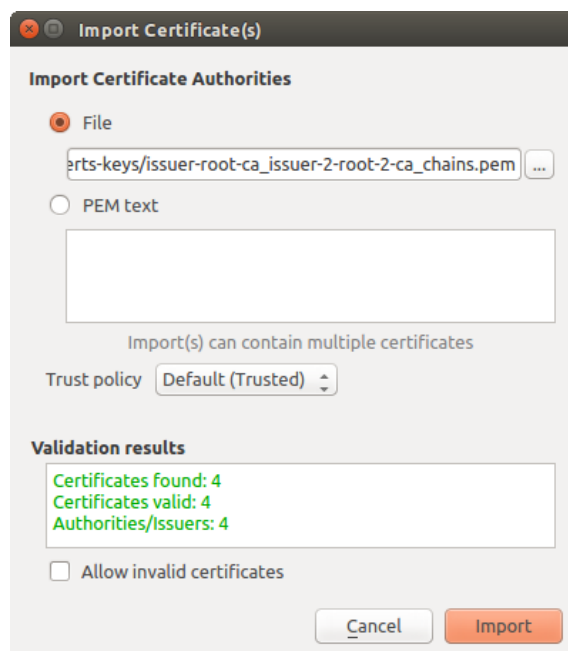 Import Certificate(s)
Import Certificate Authorities
File
erts-keys/issuer-root-ca_issuer-2-root-2-ca_chains.pem
...
PEM text
Import(s) can contain multiple certificates
Trust policy Default (Trusted)
Validation results
Certificates found: 4
Certificates valid: 4
Authorities/Issuers: 4
Allow invalid certificates
Cancel Import